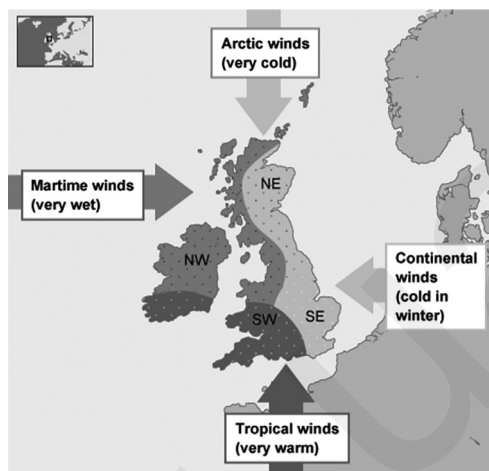 Arctic winds
(very cold)
Martime winds
(very wet)
NE
NW
Continental
winds
(cold in
winter)
SW
SE
Tropical winds
(very warm)